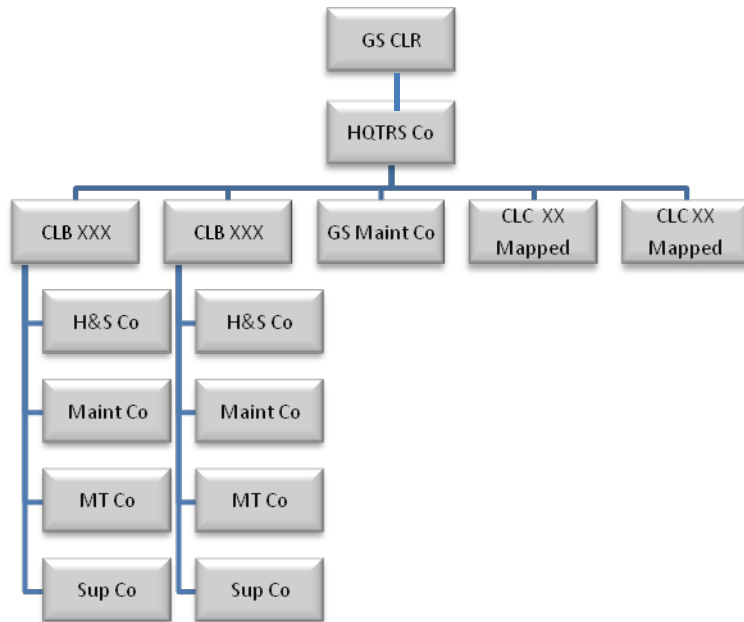 GS CLR
HQTRS Co
CLB XXX
CLB XXX
GS Maint Co
CLC XX
Mapped
CLC XX
Mapped
H&S Co
H&S Co
Maint Co
Maint Co
MT Co
MT Co
Sup Co
Sup Co